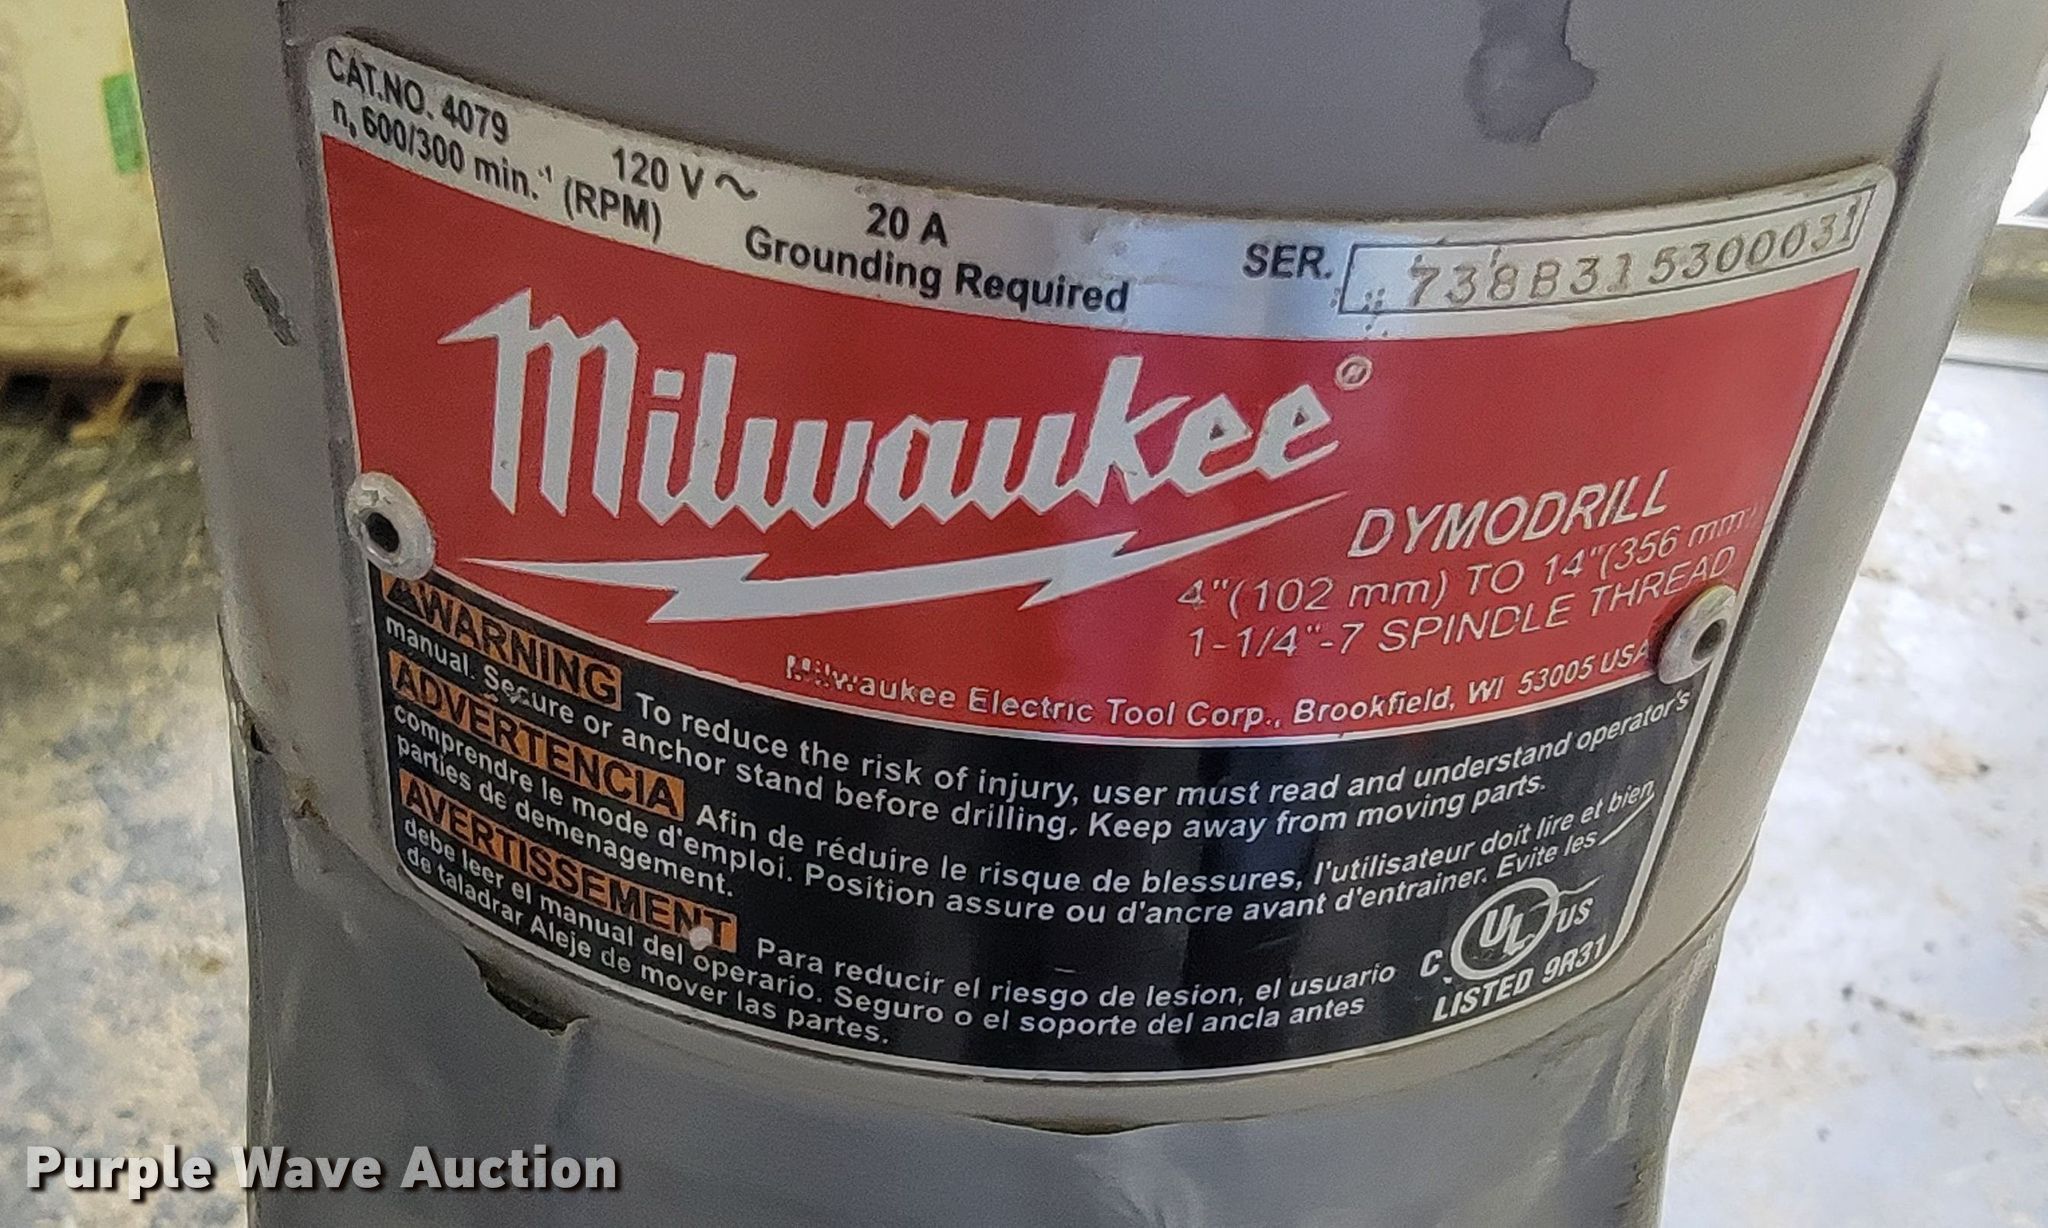 CAT.NO. 4079
120 V ~
20 A
n₀ 600/300 min.⁻¹ (RPM)
Grounding Required
SER. 738B315300031
Milwaukee®
DYMODRILL
4"(102 mm) TO 14"(356 mm)
1-1/4"-7 SPINDLE THREAD
Milwaukee Electric Tool Corp., Brookfield, WI 53005 USA
WARNING To reduce the risk of injury, user must read and understand operator's
manual. Secure or anchor stand before drilling. Keep away from moving parts.
ADVERTENCIA Afin de réduire le risque de blessures, l'utilisateur doit lire et bien
comprendre le mode d'emploi. Position assure ou d'ancre avant d'entrainer. Evite les
parties de demenagement.
AVERTISSEMENT Para reducir el riesgo de lesion, el usuario
debe leer el manual del operario. Seguro o el soporte del ancla antes
de taladrar Aleje de mover las partes.
C UL US
LISTED 9R31
Purple Wave Auction